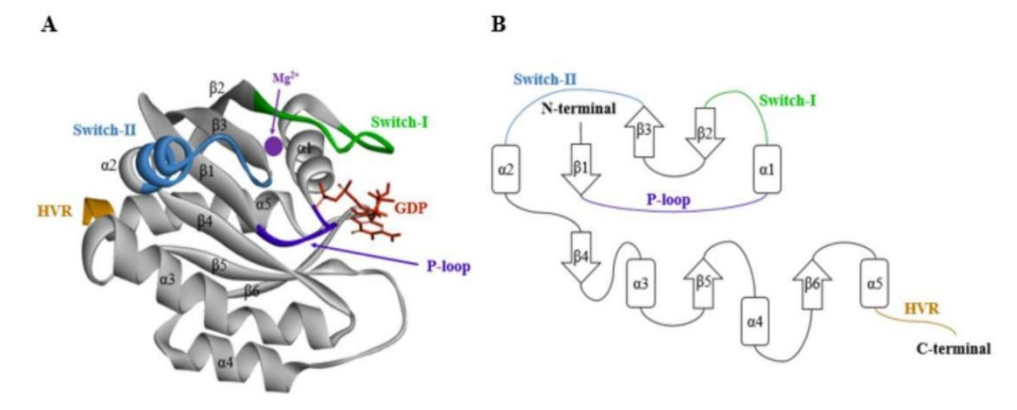 A
B
β2
Mg²⁺
Switch-I
Switch-II
β3
α1
α2
β1
HVR
α5
GDP
β4
P-loop
α3
β5
β6
α4
Switch-II
N-terminal
Switch-I
β3
β2
α2
β1
α1
P-loop
β4
α3
β5
β6
α5
α4
HVR
C-terminal